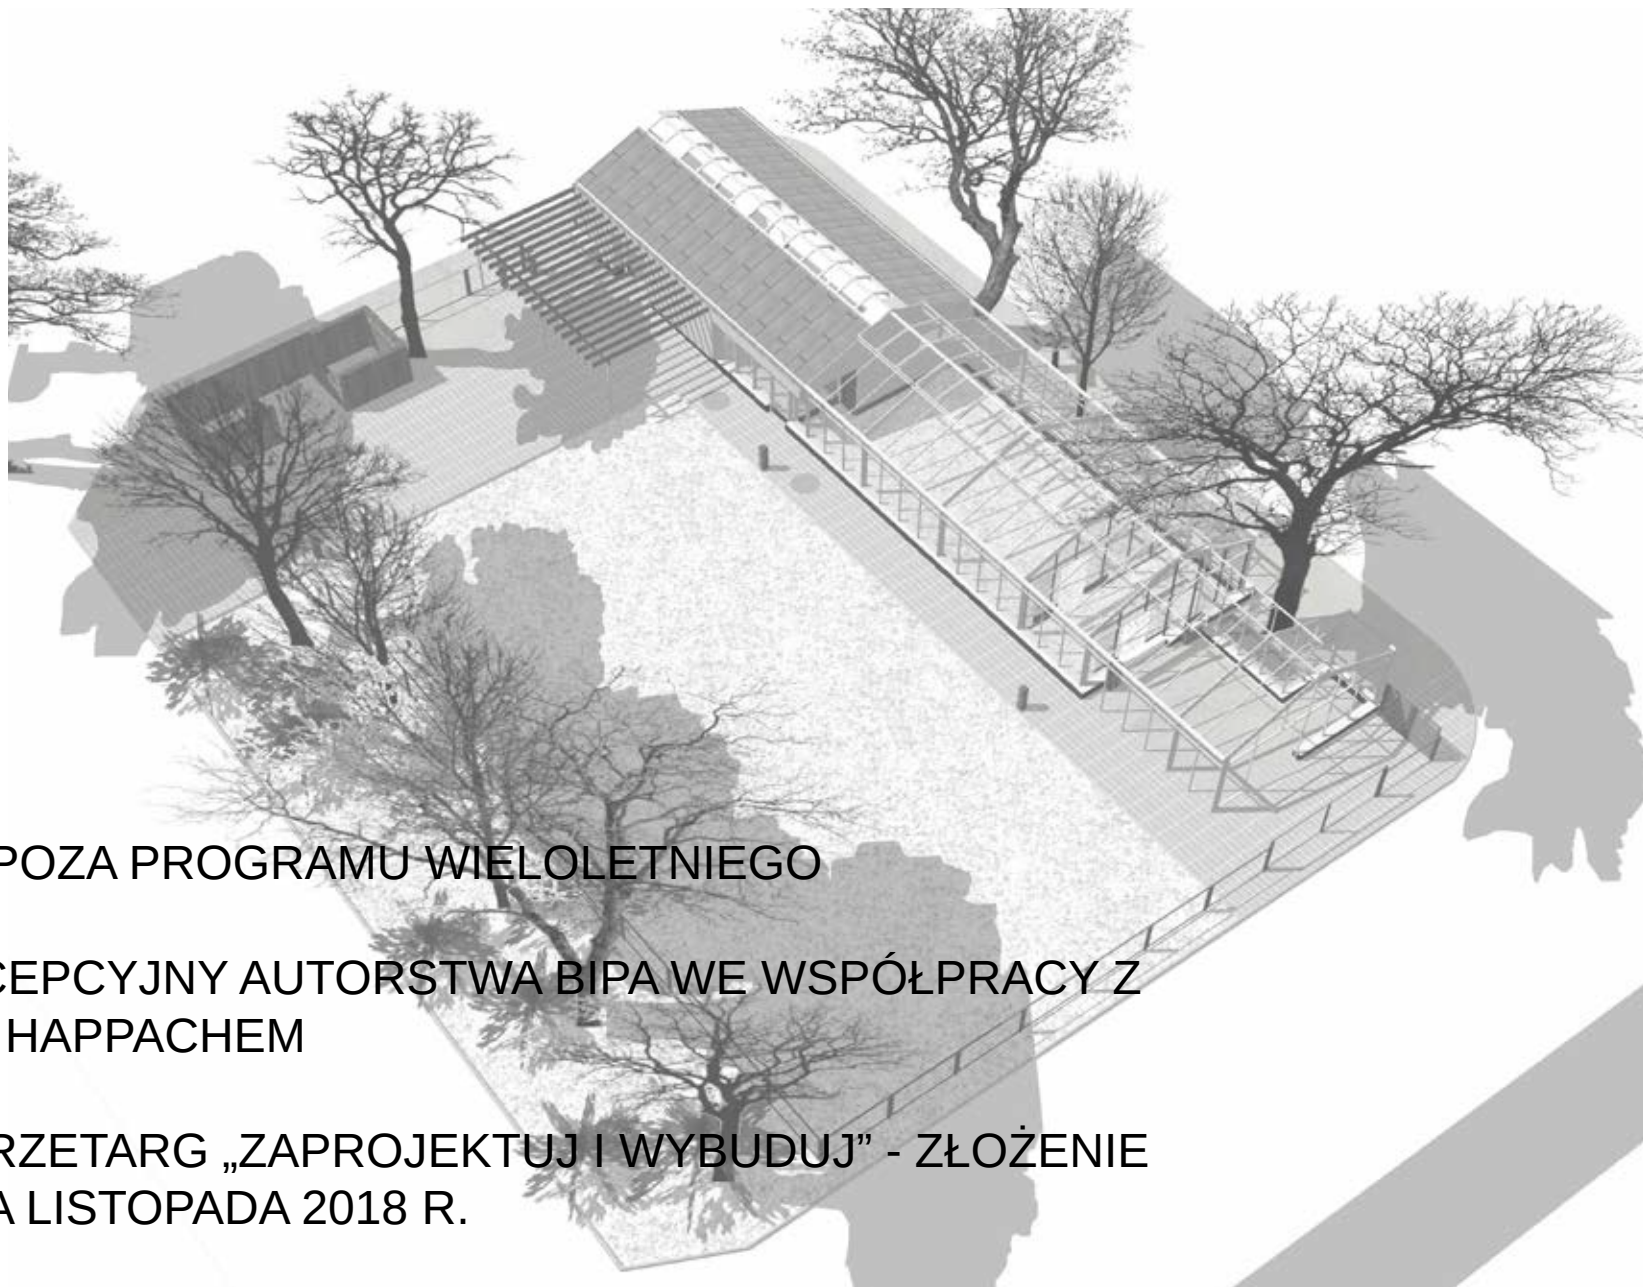 POZA PROGRAMU WIELOLETNIEGO
CEPCYJNY AUTORSTWA BIPA WE WSPÓŁPRACY Z
HAPPACHEM
RZETARG „ZAPROJEKTUJ I WYBUDUJ” - ZŁOŻENIE
A LISTOPADA 2018 R.